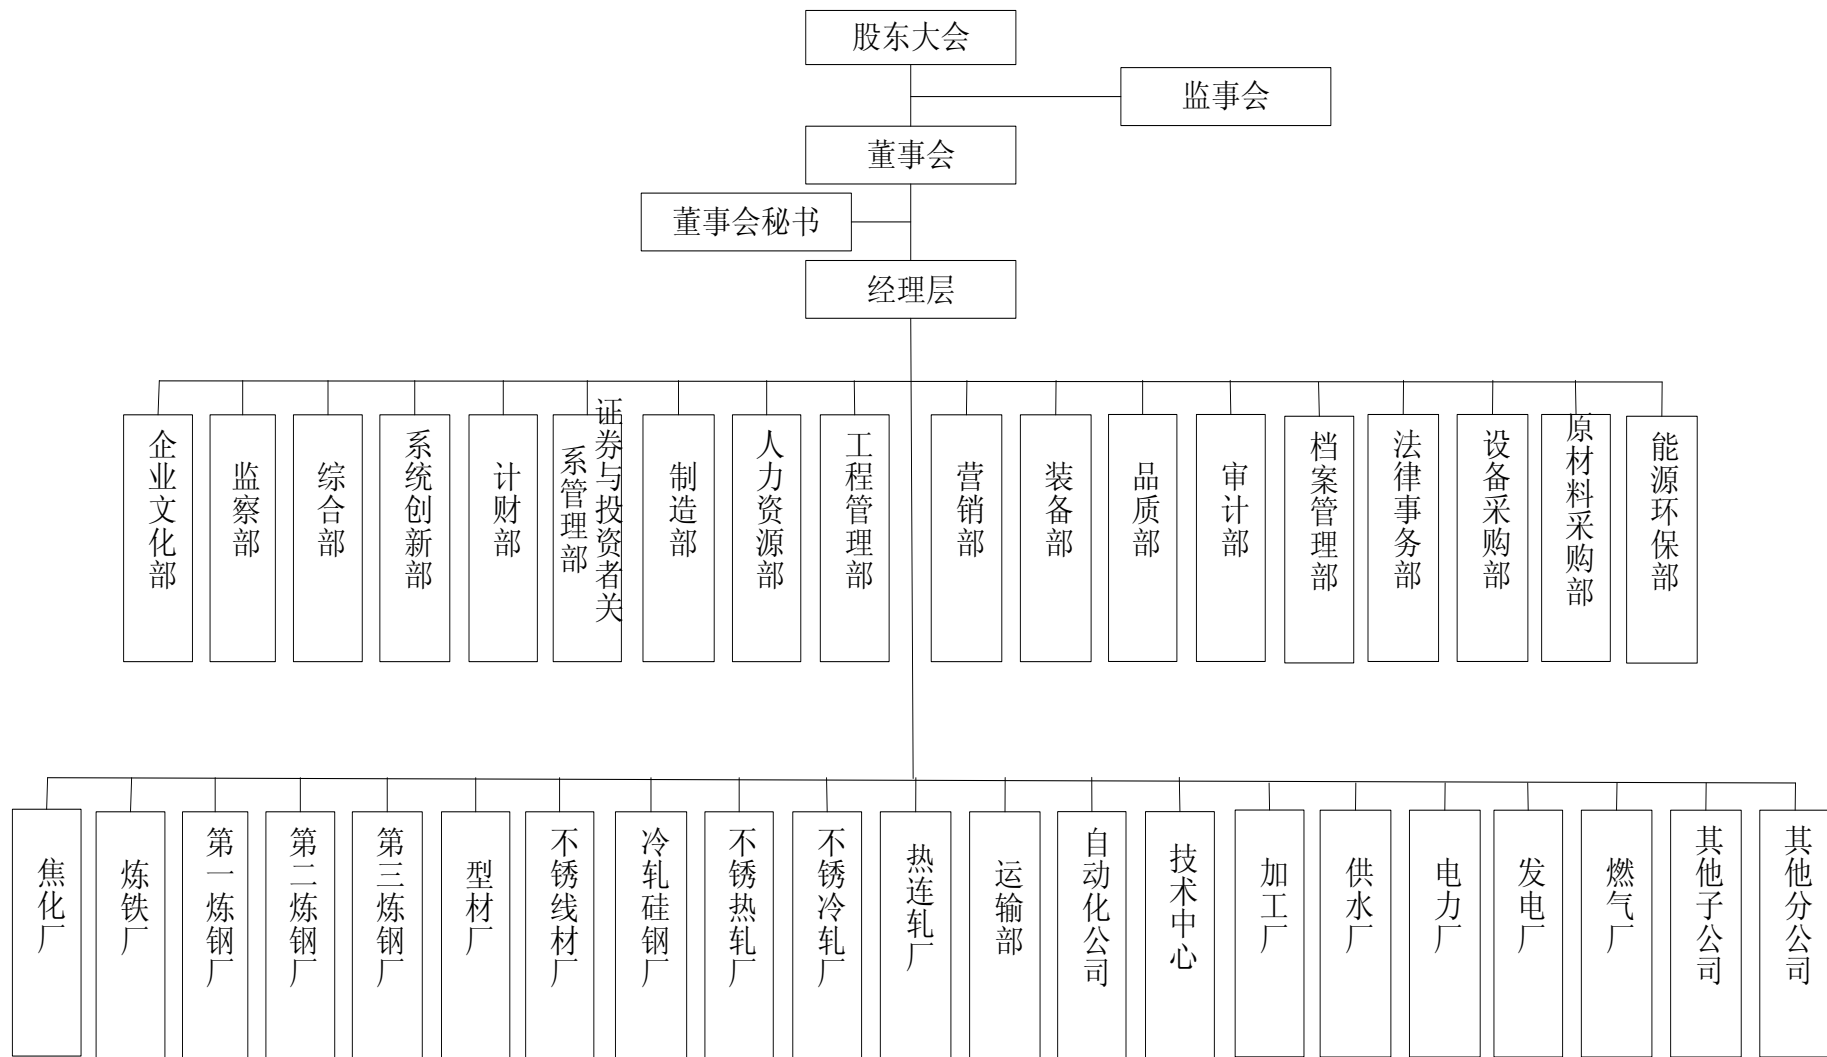 股东大会
监事会
董事会
董事会秘书
经理层
企业文化部
监察部
综合部
系统创新部
计财部
证券与投资者关
系管理部
制造部
人力资源部
工程管理部
营销部
装备部
品质部
审计部
档案管理部
法律事务部
设备采购部
原材料采购部
能源环保部
焦化厂
炼铁厂
第一炼钢厂
第二炼钢厂
第三炼钢厂
型材厂
不锈线材厂
冷轧硅钢厂
不锈热轧厂
不锈冷轧厂
热连轧厂
运输部
自动化公司
技术中心
加工厂
供水厂
电力厂
发电厂
燃气厂
其他子公司
其他分公司